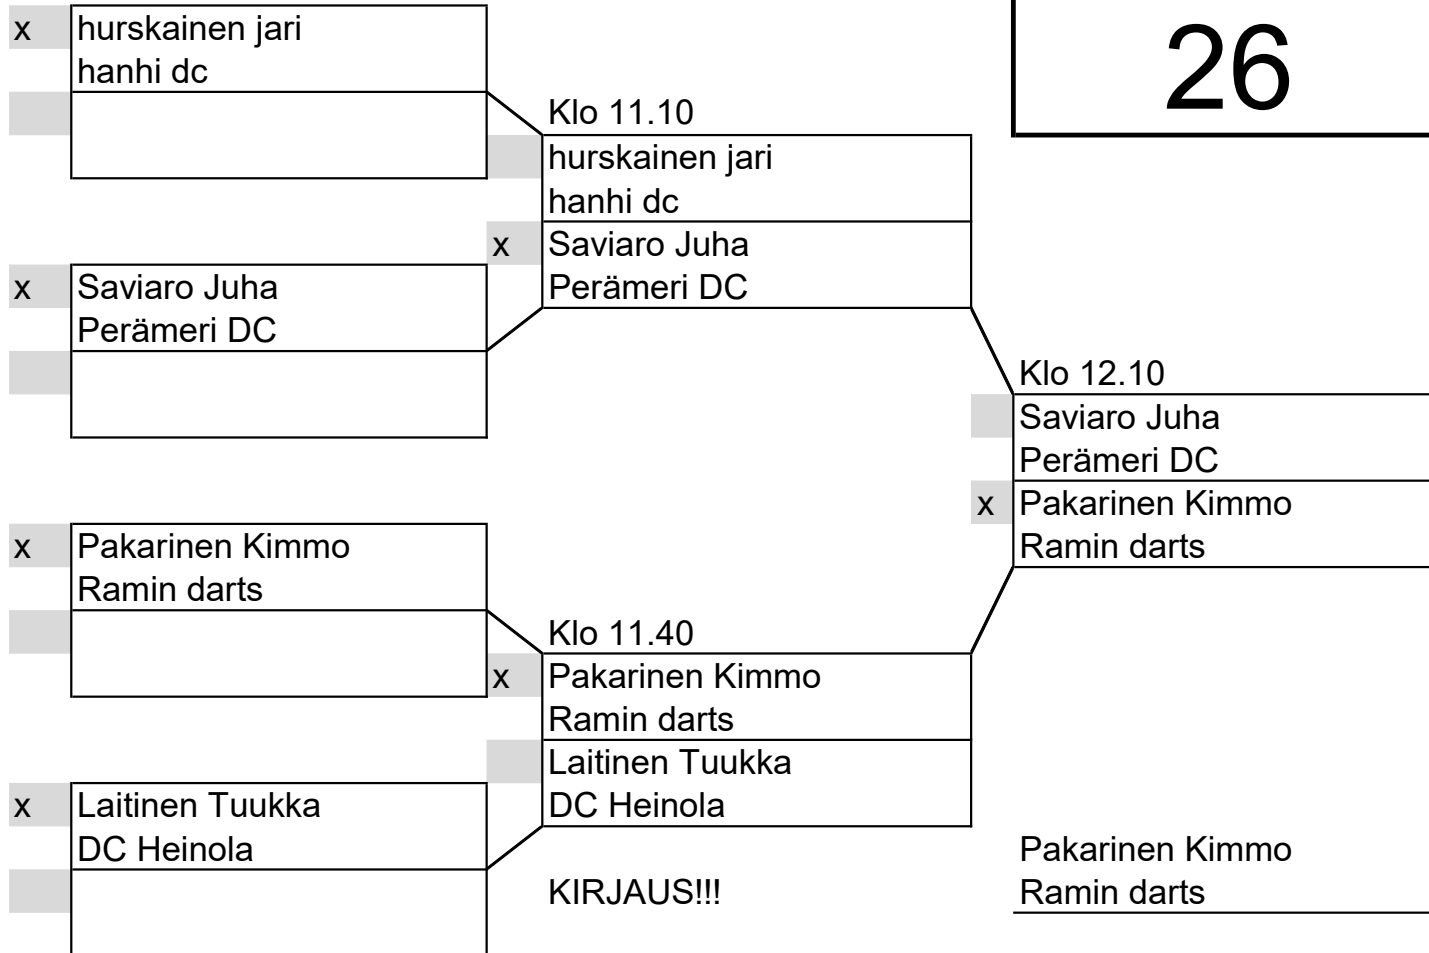 x hurskainen jari
hanhi dc
x Saviaro Juha
Perämeri DC
x Pakarinen Kimmo
Ramin darts
x Laitinen Tuukka
DC Heinola
Klo 11.10
hurskainen jari
hanhi dc
x Saviaro Juha
Perämeri DC
Klo 11.40
x Pakarinen Kimmo
Ramin darts
Laitinen Tuukka
DC Heinola
KIRJAUS!!!
26
Klo 12.10
Saviaro Juha
Perämeri DC
x Pakarinen Kimmo
Ramin darts
Pakarinen Kimmo
Ramin darts